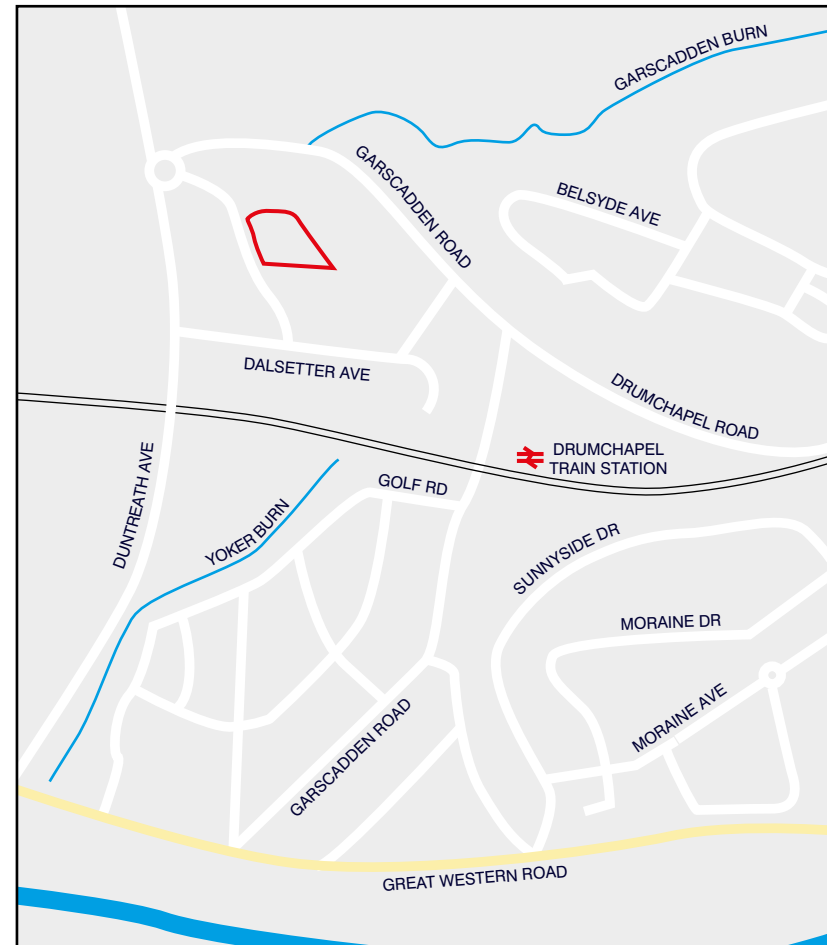 GARSCADDEN BURN
GARSCADDEN ROAD
BELSYDE AVE
DALSETTER AVE
DRUMCHAPEL ROAD
DRUMCHAPEL
TRAIN STATION
DUNTREATH AVE
GOLF RD
YOKER BURN
SUNNYSIDE DR
MORAINE DR
MORAINE AVE
GARSCADDEN ROAD
GREAT WESTERN ROAD